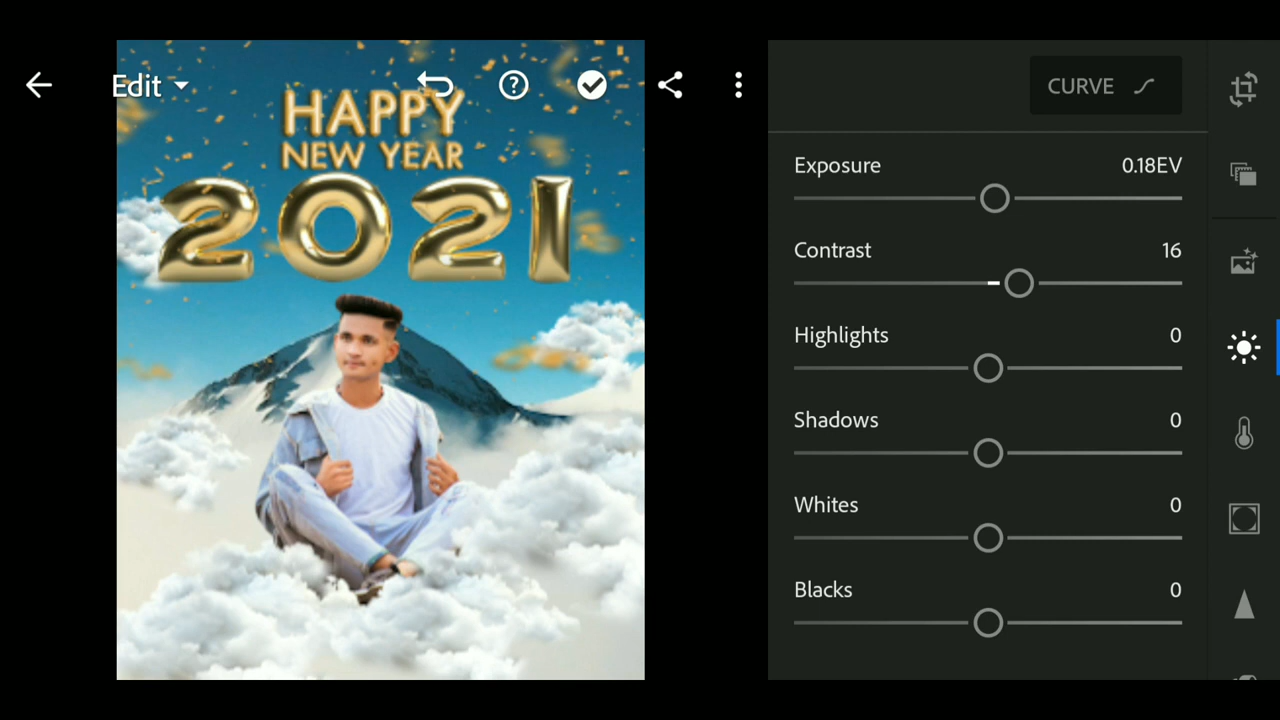 Edit
HAPPY
NEW YEAR
2021
CURVE
Exposure 0.18EV
Contrast 16
Highlights 0
Shadows 0
Whites 0
Blacks 0